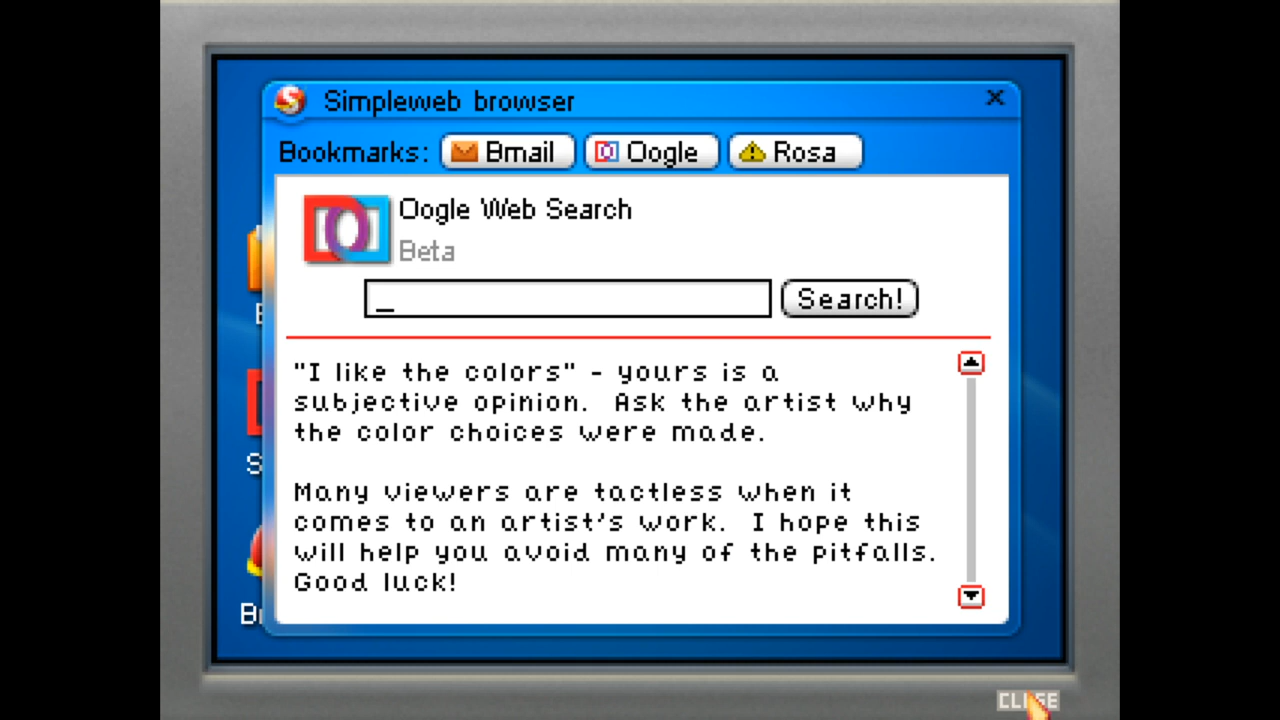 Simpleweb browser
Bookmarks: Bmail Oogle Rosa
Oogle Web Search
Beta
_ Search!
"I like the colors" - yours is a
subjective opinion.  Ask the artist why
the color choices were made.
Many viewers are tactless when it
comes to an artist's work.  I hope this
will help you avoid many of the pitfalls.
Good luck!
CLOSE